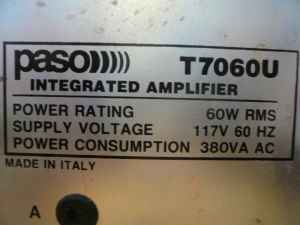 paso T7060U
INTEGRATED AMPLIFIER
POWER RATING 60W RMS
SUPPLY VOLTAGE 117V 60 HZ
POWER CONSUMPTION 380VA AC
MADE IN ITALY
A